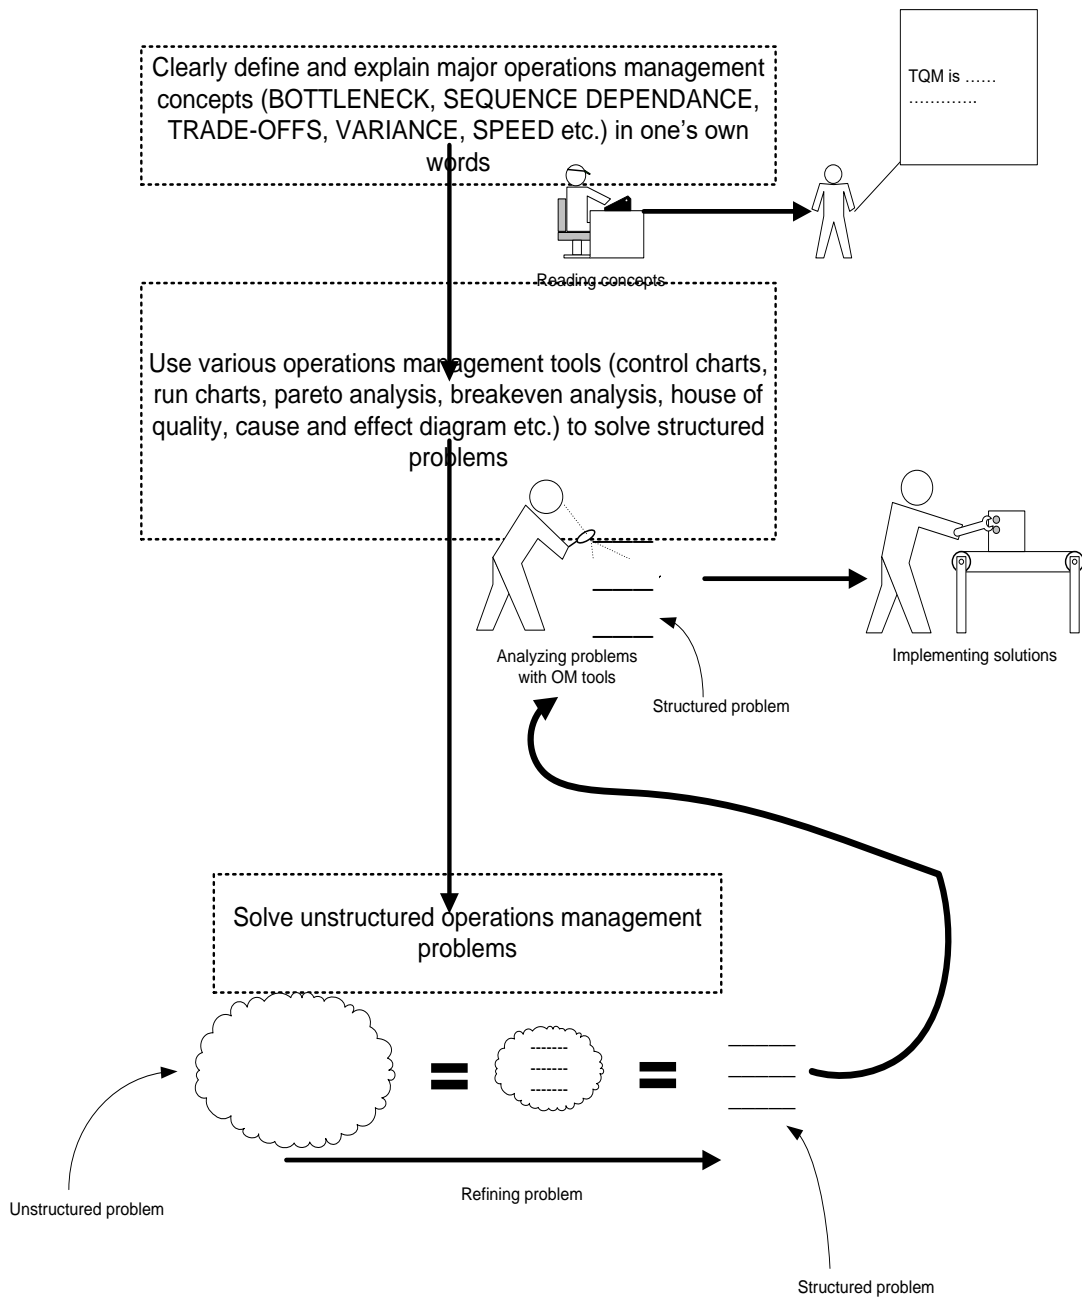 Clearly define and explain major operations management
concepts (BOTTLENECK, SEQUENCE DEPENDANCE,
TRADE-OFFS, VARIANCE, SPEED etc.) in one's own
words
TQM is ......
.............
Reading concepts
Use various operations management tools (control charts,
run charts, pareto analysis, breakeven analysis, house of
quality, cause and effect diagram etc.) to solve structured
problems
Analyzing problems
with OM tools
Structured problem
Implementing solutions
Solve unstructured operations management
problems
Unstructured problem
Refining problem
Structured problem